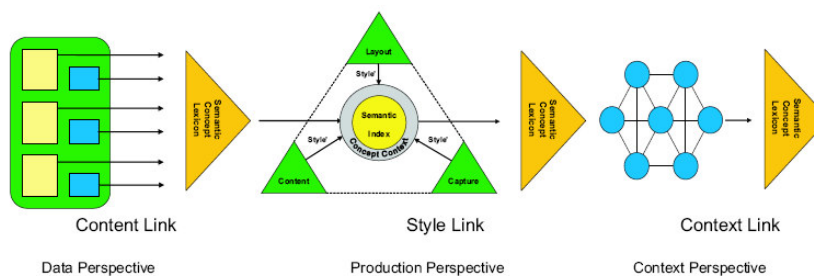 Semantic
Concept
Lexicon
Layout
Style'
Semantic
Index
Concept Context
Style'
Style'
Content
Capture
Semantic
Concept
Lexicon
Semantic
Concept
Lexicon
Content Link
Style Link
Context Link
Data Perspective
Production Perspective
Context Perspective